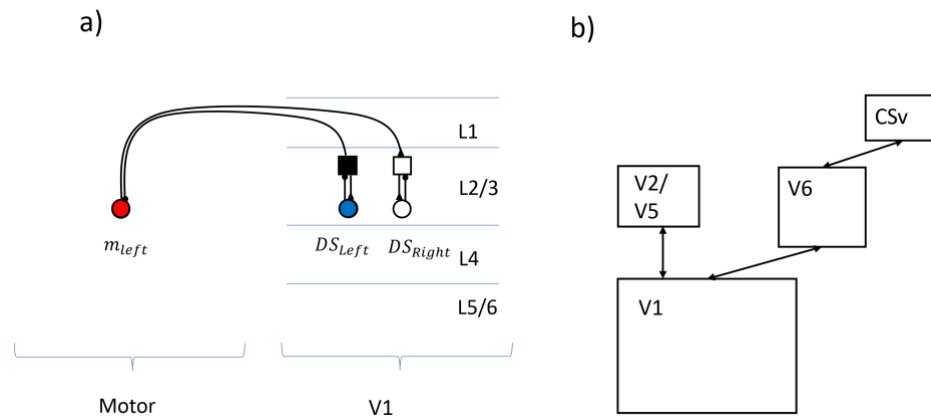 a)
b)
CSv
L1
V2/
V5
V6
L2/3
m_left
DS_Left
DS_Right
L4
L5/6
V1
Motor
V1